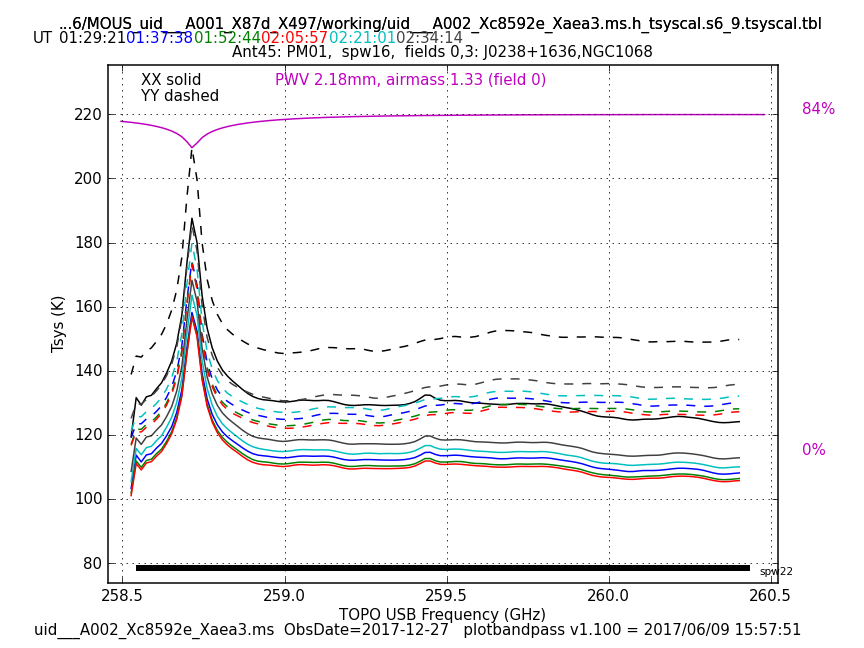 ...6/MOUS_uid___A001_X87d_X497/working/uid___A002_Xc8592e_Xaea3.ms.h_tsyscal.s6_9.tsyscal.tbl
UT 01:29:21 01:37:38 01:52:44 02:05:57 02:21:01 02:34:14
Ant45: PM01,  spw16,  fields 0,3: J0238+1636,NGC1068
XX solid
PWV 2.18mm, airmass 1.33 (field 0)
YY dashed
84%
220
200
180
160
Tsys (K)
140
120
0%
100
80
spw22
258.5 259.0 259.5 260.0 260.5
TOPO USB Frequency (GHz)
uid___A002_Xc8592e_Xaea3.ms  ObsDate=2017-12-27   plotbandpass v1.100 = 2017/06/09 15:57:51